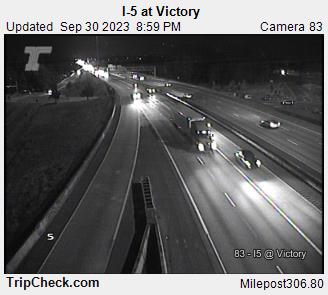 I-5 at Victory
Updated Sep 30 2023 8:59 PM Camera 83
T
S
83 - I5 @ Victory
TripCheck.com Milepost306.80